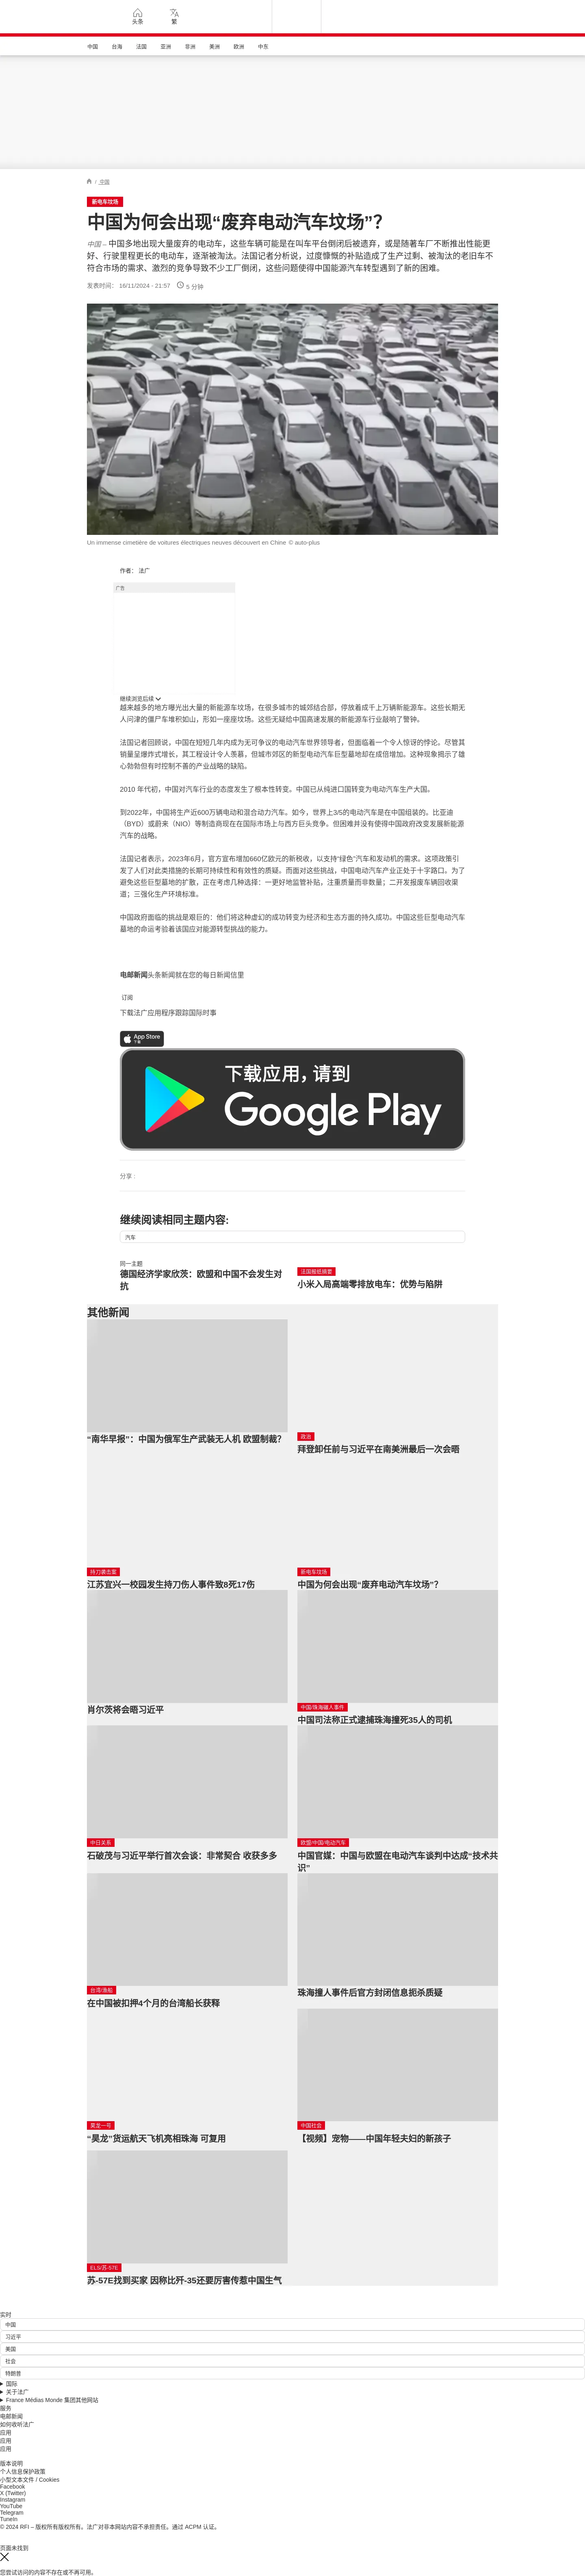 头条
繁
中国
台海
法国
亚洲
非洲
美洲
欧洲
中东
/ 中国
新电车坟场
中国为何会出现“废弃电动汽车坟场”？
中国 – 中国多地出现大量废弃的电动车，这些车辆可能是在叫车平台倒闭后被遗弃，或是随著车厂不断推出性能更
好、行驶里程更长的电动车，逐渐被淘汰。法国记者分析说，过度慷慨的补贴造成了生产过剩、被淘汰的老旧车不
符合市场的需求、激烈的竞争导致不少工厂倒闭，这些问题使得中国能源汽车转型遇到了新的困难。
发表时间： 16/11/2024 - 21:57
5 分钟
Un immense cimetière de voitures électriques neuves découvert en Chine © auto-plus
作者： 法广
广告
继续浏览后续
越来越多的地方曝光出大量的新能源车坟场，在很多城市的城郊结合部，停放着成千上万辆新能源车。这些长期无
人问津的僵尸车堆积如山，形如一座座坟场。这些无疑给中国高速发展的新能源车行业敲响了警钟。
法国记者回顾说，中国在短短几年内成为无可争议的电动汽车世界领导者，但面临着一个令人惊讶的悖论。尽管其
销量呈爆炸式增长，其工程设计令人羡慕，但城市郊区的新型电动汽车巨型墓地却在成倍增加。这种现象揭示了雄
心勃勃但有时控制不善的产业战略的缺陷。
2010 年代初，中国对汽车行业的态度发生了根本性转变。中国已从纯进口国转变为电动汽车生产大国。
到2022年，中国将生产近600万辆电动和混合动力汽车。如今，世界上3/5的电动汽车是在中国组装的。比亚迪
（BYD）或蔚来（NIO）等制造商现在在国际市场上与西方巨头竞争。但困难并没有使得中国政府改变发展新能源
汽车的战略。
法国记者表示，2023年6月，官方宣布增加660亿欧元的新税收，以支持“绿色”汽车和发动机的需求。这项政策引
发了人们对此类措施的长期可持续性和有效性的质疑。而面对这些挑战，中国电动汽车产业正处于十字路口。为了
避免这些巨型墓地的扩散，正在考虑几种选择：一更好地监管补贴，注重质量而非数量；二开发报废车辆回收渠
道；三强化生产环境标准。
中国政府面临的挑战是艰巨的：他们将这种虚幻的成功转变为经济和生态方面的持久成功。中国这些巨型电动汽车
墓地的命运考验着该国应对能源转型挑战的能力。
电邮新闻头条新闻就在您的每日新闻信里
订阅
下载法广应用程序跟踪国际时事
App Store
下载
下载应用，请到
Google Play
分享 :
继续阅读相同主题内容:
汽车
同一主题
德国经济学家欣茨：欧盟和中国不会发生对
抗
法国报纸摘要
小米入局高端零排放电车：优势与陷阱
其他新闻
“南华早报”：中国为俄军生产武装无人机 欧盟制裁？
政治
拜登卸任前与习近平在南美洲最后一次会晤
持刀袭击案
江苏宜兴一校园发生持刀伤人事件致8死17伤
新电车坟场
中国为何会出现“废弃电动汽车坟场”？
肖尔茨将会晤习近平
中国/珠海碾人事件
中国司法称正式逮捕珠海撞死35人的司机
中日关系
石破茂与习近平举行首次会谈：非常契合 收获多多
欧盟/中国/电动汽车
中国官媒：中国与欧盟在电动汽车谈判中达成“技术共
识”
台湾/渔船
在中国被扣押4个月的台湾船长获释
珠海撞人事件后官方封闭信息扼杀质疑
昊龙一号
“昊龙”货运航天飞机亮相珠海 可复用
中国社会
【视频】宠物——中国年轻夫妇的新孩子
EL5/苏-57E
苏-57E找到买家 因称比歼-35还要厉害传惹中国生气
实时
中国
习近平
美国
社会
特朗普
国际
关于法广
France Médias Monde 集团其他网站
服务
电邮新闻
如何收听法广
应用
应用
应用
版本说明
个人信息保护政策
小型文本文件 / Cookies
Facebook
X (Twitter)
Instagram
YouTube
Telegram
TuneIn
© 2024 RFI – 版权所有版权所有。法广对非本网站内容不承担责任。通过 ACPM 认证。
页面未找到
您尝试访问的内容不存在或不再可用。